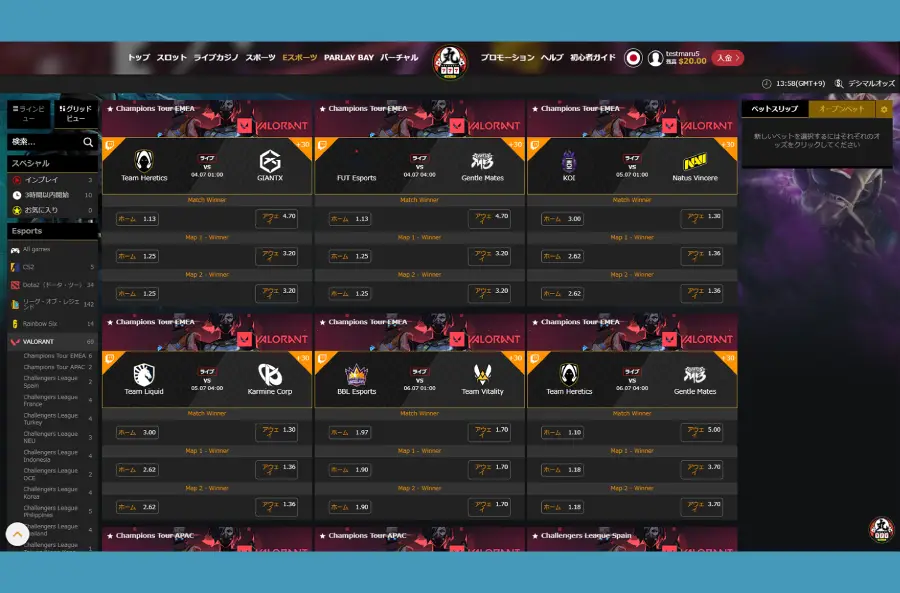 トップ スロット ライブカジノ スポーツ Eスポーツ PARLAY BAY バーチャル プロモーション ヘルプ 初心者ガイド
testmaru5
残高 $20.00
入金
13:58(GMT+9) デシマルオッズ
ラインビュー
グリッドビュー
検索...
スペシャル
インプレイ 3
3時間以内開始 10
お気に入り 0
Esports
All games
CS2 5
Dota2（ドータ・ツー） 34
リーグ・オブ・レジェンド 142
Rainbow Six 14
VALORANT 68
Champions Tour EMEA 6
Champions Tour APAC 2
Challengers League Spain 2
Challengers League France 4
Challengers League Turkey 4
Challengers League NEU 3
Challengers League Indonesia 4
Challengers League OCE 2
Challengers League Korea 4
Challengers League Philippines 5
Challengers League 4
Challengers League 1
Champions Tour EMEA
VALORANT
+30
Team Heretics
ライブ
VS
04.07 01:00
GIANTX
Match Winner
ホーム 1.13
アウェイ 4.70
Map 1 - Winner
ホーム 1.25
アウェイ 3.20
Map 2 - Winner
ホーム 1.25
アウェイ 3.20
Champions Tour EMEA
VALORANT
+30
FUT Esports
ライブ
VS
04.07 04:00
Gentle Mates
Match Winner
ホーム 1.13
アウェイ 4.70
Map 1 - Winner
ホーム 1.25
アウェイ 3.20
Map 2 - Winner
ホーム 1.25
アウェイ 3.20
Champions Tour EMEA
VALORANT
+30
KOI
ライブ
VS
05.07 01:00
NAVI
Natus Vincere
Match Winner
ホーム 3.00
アウェイ 1.30
Map 1 - Winner
ホーム 2.62
アウェイ 1.36
Map 2 - Winner
ホーム 2.62
アウェイ 1.36
Champions Tour EMEA
VALORANT
+30
Team Liquid
ライブ
VS
05.07 04:00
Karmine Corp
Match Winner
ホーム 3.00
アウェイ 1.30
Map 1 - Winner
ホーム 2.62
アウェイ 1.36
Map 2 - Winner
ホーム 2.62
アウェイ 1.36
Champions Tour EMEA
VALORANT
+30
BBL Esports
ライブ
VS
06.07 01:00
Team Vitality
Match Winner
ホーム 1.97
アウェイ 1.70
Map 1 - Winner
ホーム 1.90
アウェイ 1.70
Map 2 - Winner
ホーム 1.90
アウェイ 1.70
Champions Tour EMEA
VALORANT
+30
Team Heretics
ライブ
VS
06.07 04:00
Gentle Mates
Match Winner
ホーム 1.10
アウェイ 5.00
Map 1 - Winner
ホーム 1.18
アウェイ 3.70
Map 2 - Winner
ホーム 1.18
アウェイ 3.70
Champions Tour APAC
VALORANT
Champions Tour APAC
VALORANT
Challengers League Spain
VALORANT
ベットスリップ
オープンベット
新しいベットを選択するにはそれぞれのオッズをクリックしてください